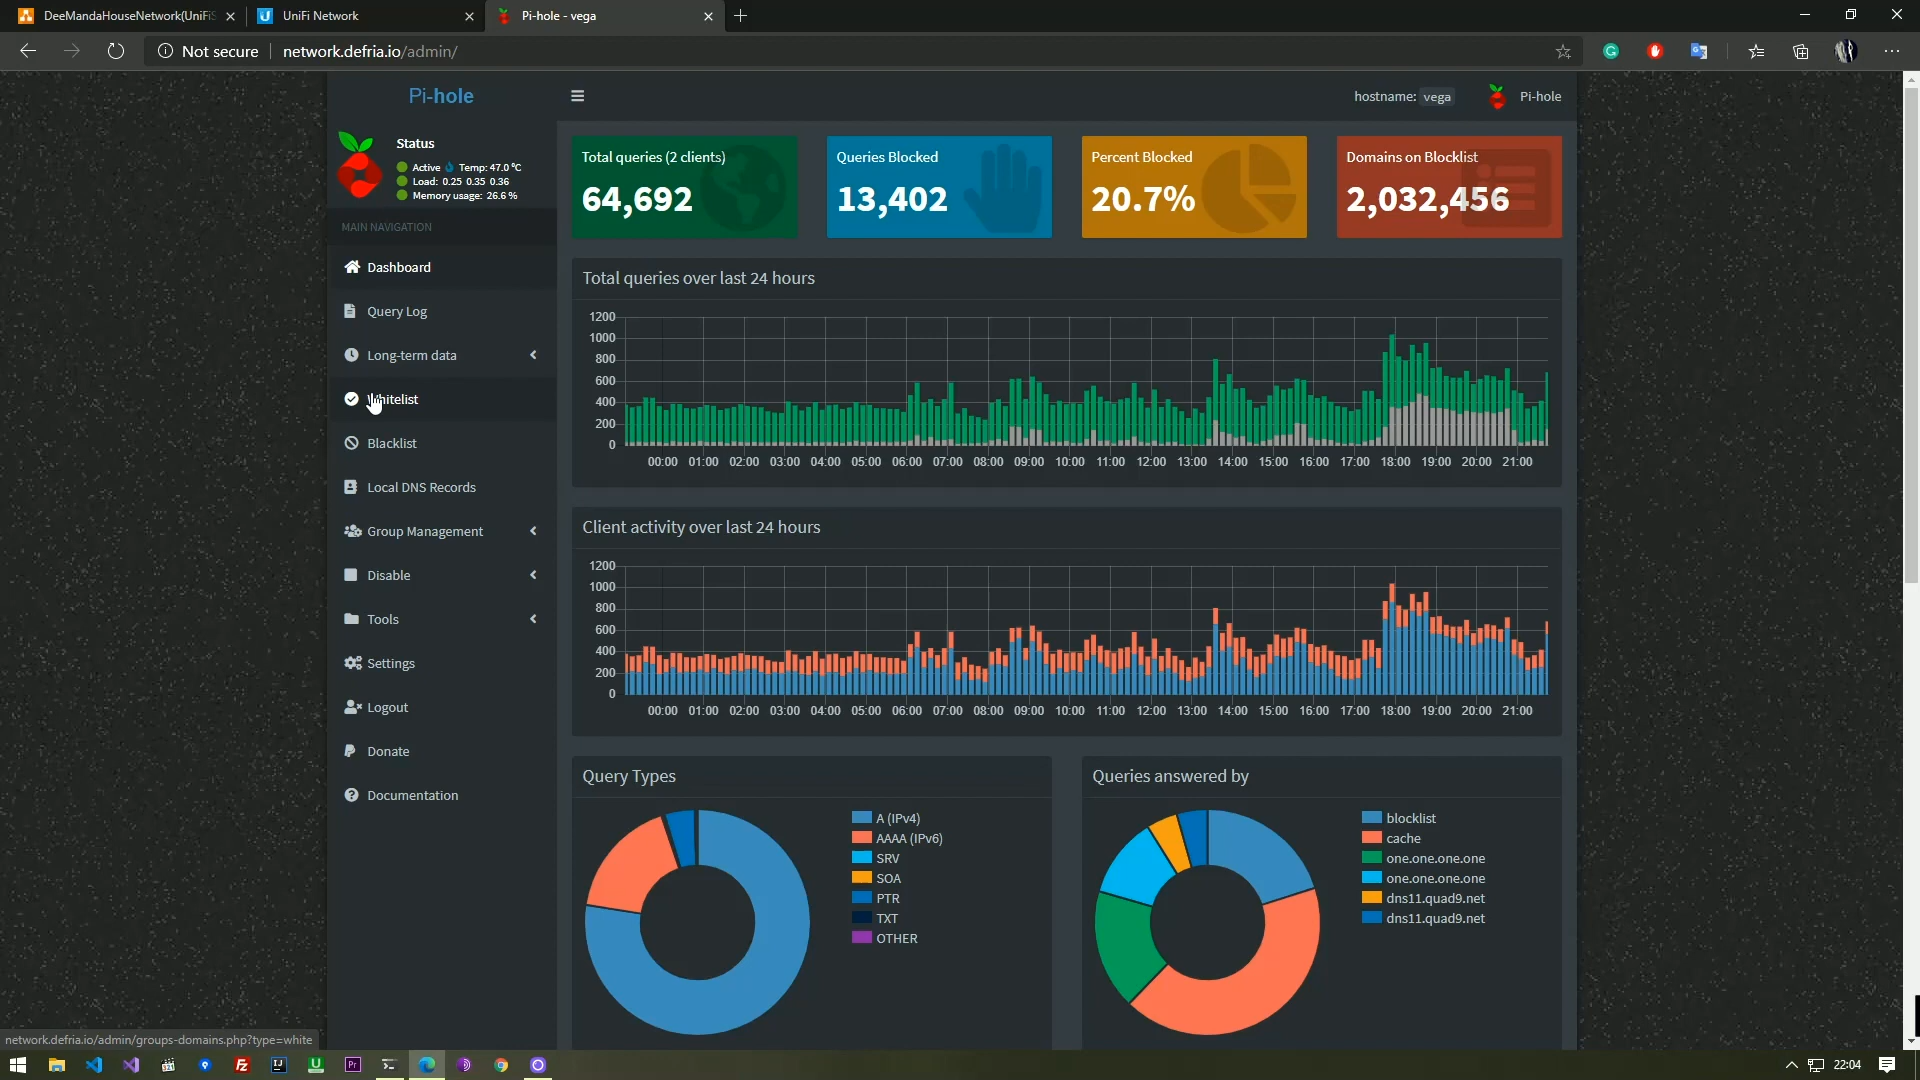 DeeMandaHouseNetwork(UniFiS
UniFi Network
Pi-hole - vega
Not secure
network.defria.io/admin/
Pi-hole
hostname: vega
Pi-hole
Status
Active Temp: 47.0 °C
Load: 0.25 0.35 0.36
Memory usage: 26.6 %
MAIN NAVIGATION
Dashboard
Query Log
Long-term data
Blacklist
Local DNS Records
Group Management
Disable
Tools
Settings
Logout
Donate
Documentation
Total queries (2 clients)
64,692
Queries Blocked
13,402
Percent Blocked
20.7%
Domains on Blocklist
2,032,456
Total queries over last 24 hours
1200
1000
800
600
400
200
0
00:00 01:00 02:00 03:00 04:00 05:00 06:00 07:00 08:00 09:00 10:00 11:00 12:00 13:00 14:00 15:00 16:00 17:00 18:00 19:00 20:00 21:00
Client activity over last 24 hours
1200
1000
800
600
400
200
0
00:00 01:00 02:00 03:00 04:00 05:00 06:00 07:00 08:00 09:00 10:00 11:00 12:00 13:00 14:00 15:00 16:00 17:00 18:00 19:00 20:00 21:00
Query Types
A (IPv4)
AAAA (IPv6)
SRV
SOA
PTR
TXT
OTHER
Queries answered by
blocklist
cache
one.one.one.one
one.one.one.one
dns11.quad9.net
dns11.quad9.net
network.defria.io/admin/groups-domains.php?type=white
22:04